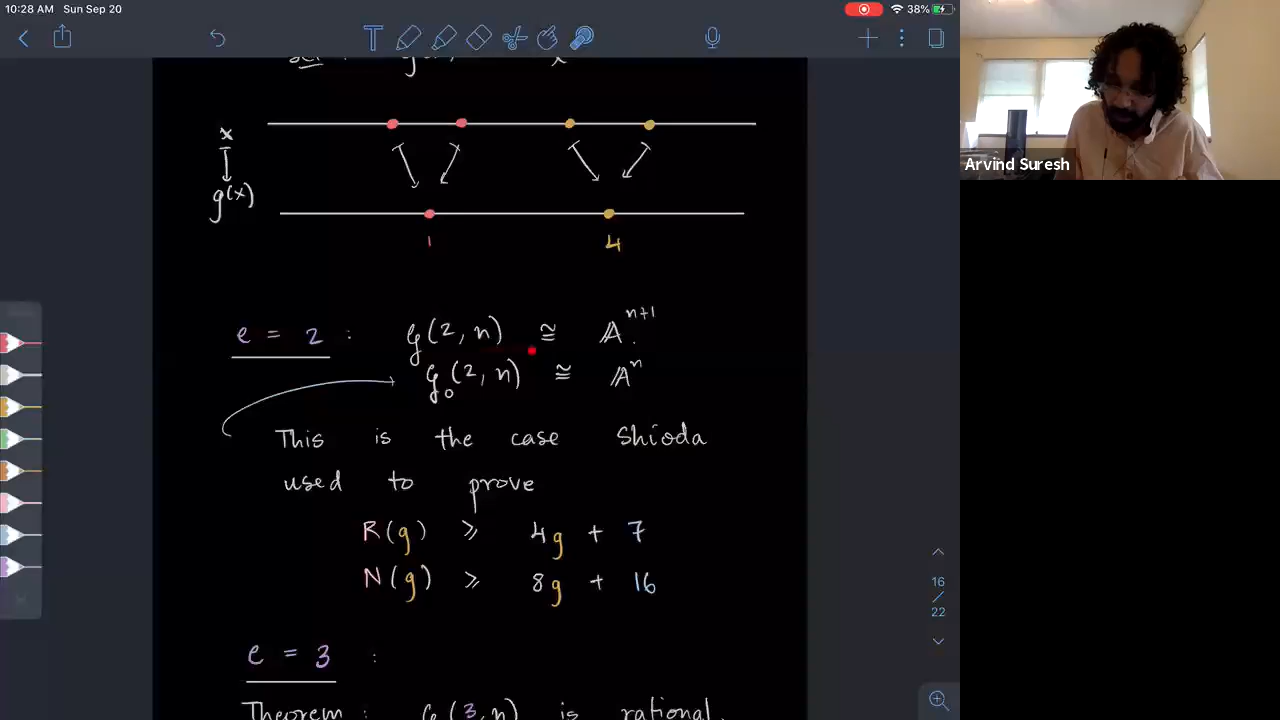 10:28 AM Sun Sep 20
38%
Arvind Suresh
x
g(x)
1 4
e = 2 : G(2, n) ≅ 𝔸^{n+1}.
G_0(2, n) ≅ 𝔸^n
This is the case Shioda
used to prove
R(g) ≥ 4g + 7
N(g) ≥ 8g + 16
16
/
22
e = 3 :
Theorem : G(3, n) is rational.